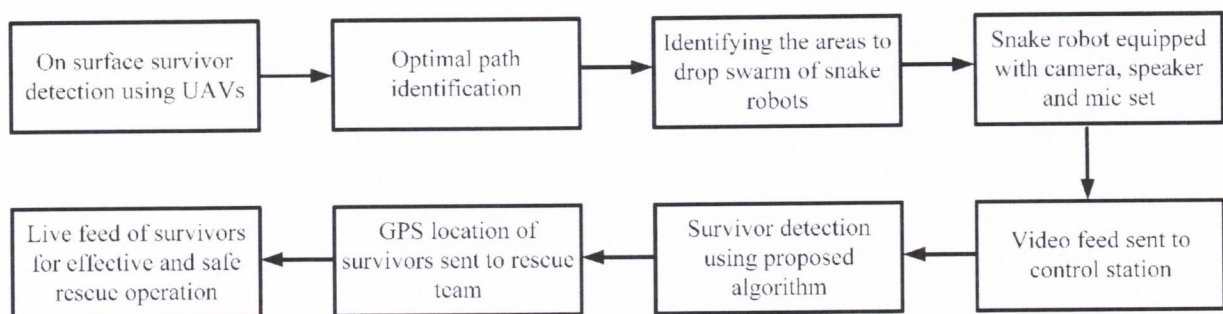 On surface survivor
detection using UAVs
Optimal path
identification
Identifying the areas to
drop swarm of snake
robots
Snake robot equipped
with camera, speaker
and mic set
Video feed sent to
control station
Survivor detection
using proposed
algorithm
GPS location of
survivors sent to rescue
team
Live feed of survivors
for effective and safe
rescue operation